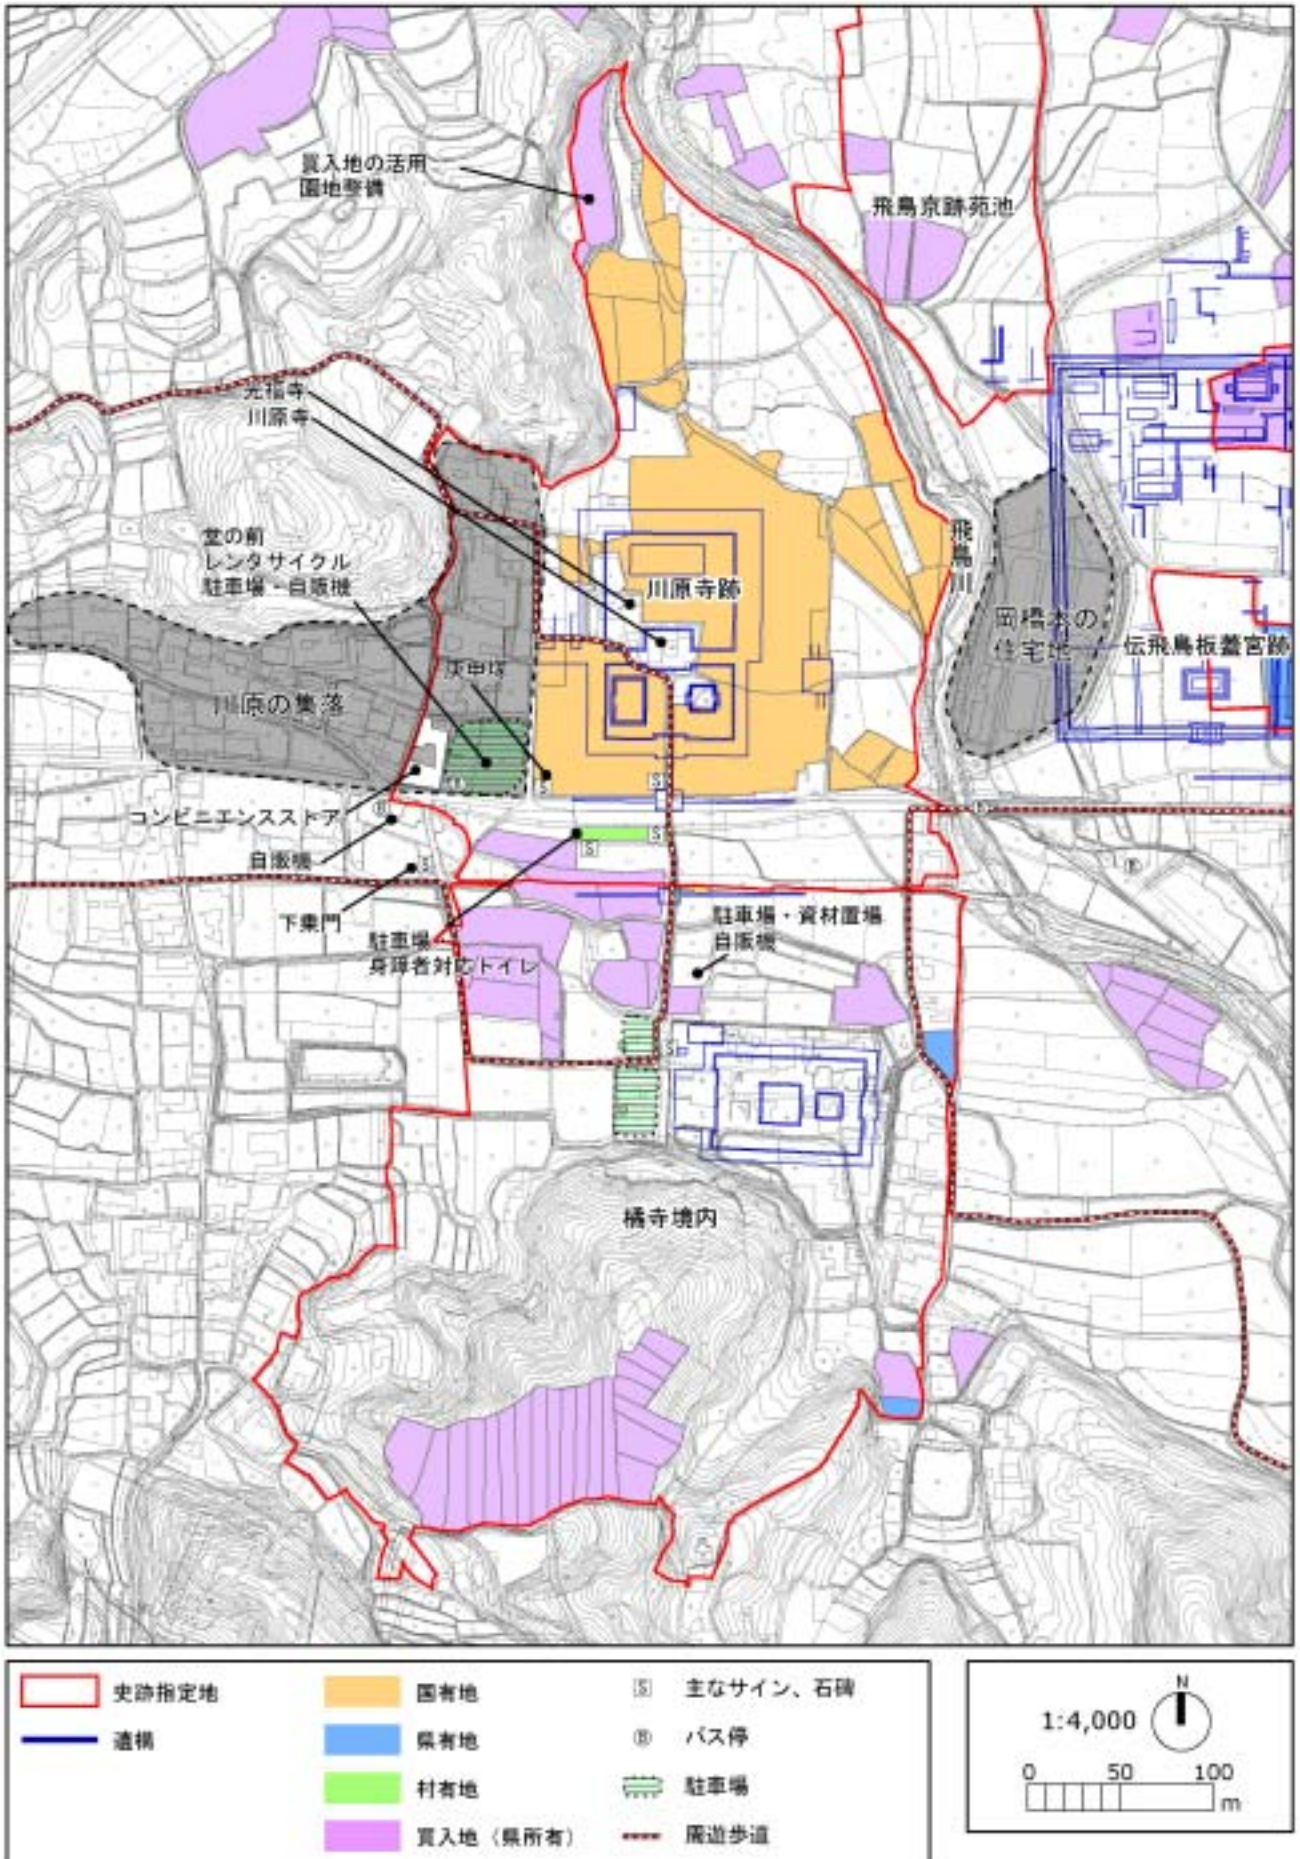 買入地の活用
園地整備
飛鳥京跡苑池
光福寺
川原寺
堂の前
レンタサイクル
駐車場・自販機
川原寺跡
飛鳥川
岡橋本の
住宅地
伝飛鳥板蓋宮跡
庚申塚
川原の集落
コンビニエンスストア
自販機
下乗門
駐車場
身障者対応トイレ
駐車場・資材置場
自販機
橘寺境内
史跡指定地
遺構
国有地
県有地
村有地
買入地（県所有）
S 主なサイン、石碑
B バス停
駐車場
周遊歩道
N
1:4,000
0 50 100
m